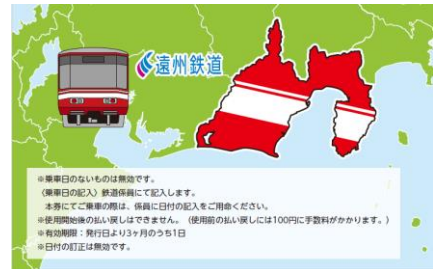 遠州鉄道
※乗車日のないものは無効です。
〈乗車日の記入〉鉄道係員にて記入します。
本券にてご乗車の際は、係員に日付の記入をご用命ください。
※使用開始後の払い戻しはできません。（使用前の払い戻しには100円に手数料がかかります。）
※有効期限：発行日より3ヶ月のうち1日
※日付の訂正は無効です。